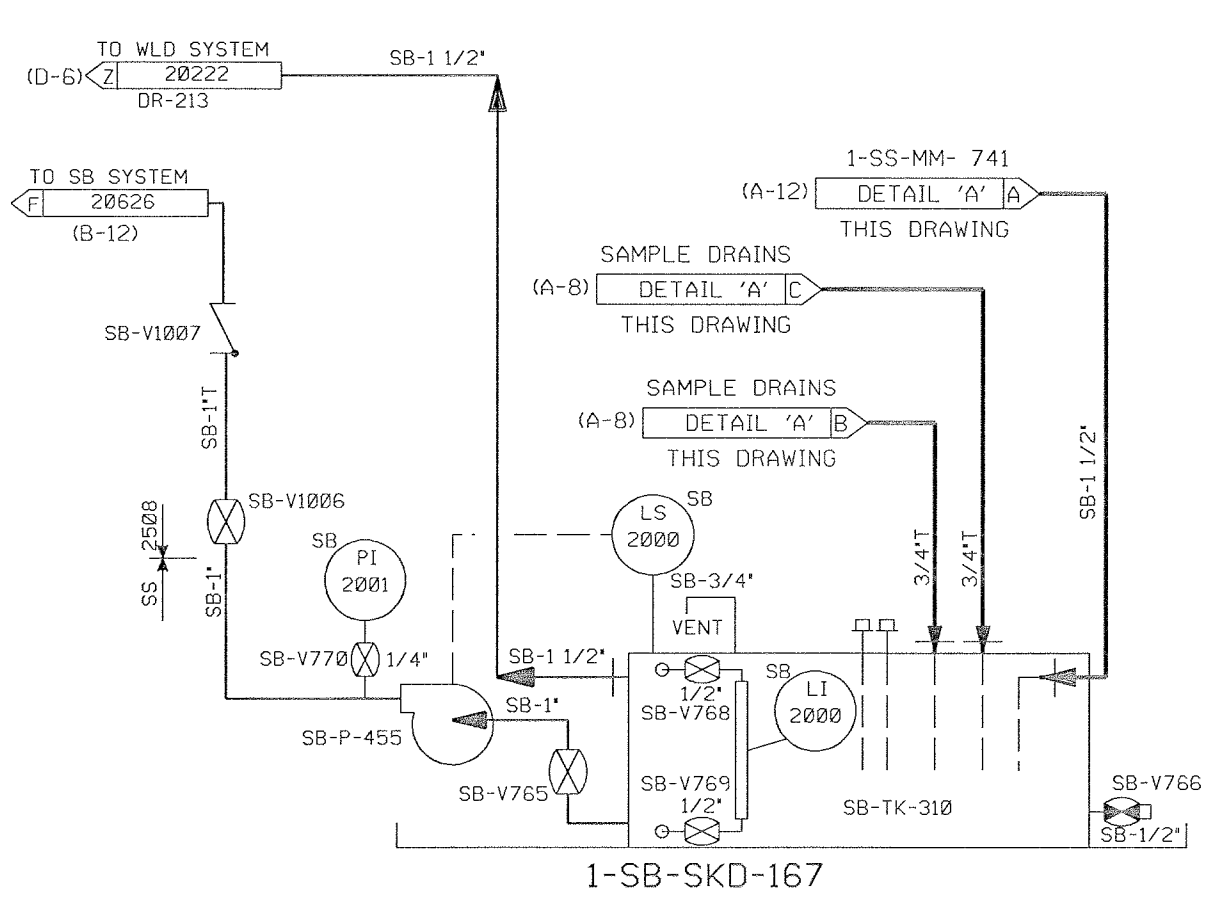 TO WLD SYSTEM
(D-6) Z 20222
DR-213
SB-1 1/2"
TO SB SYSTEM
F 20626
(B-12)
1-SS-MM- 741
(A-12) DETAIL 'A' A
THIS DRAWING
SAMPLE DRAINS
(A-8) DETAIL 'A' C
THIS DRAWING
SB-V1007
SAMPLE DRAINS
(A-8) DETAIL 'A' B
THIS DRAWING
SB-1"T
SB-1 1/2"
SB-V1006
SS 2508
SB-1"
SB
PI
2001
SB
LS
2000
3/4"T
3/4"T
SB-3/4"
VENT
SB-V770 1/4"
SB-1 1/2"
SB-1"
1/2"
SB-V768
SB
LI
2000
SB-P-455
SB-V765
SB-V769
1/2"
SB-TK-310
SB-V766
SB-1/2"
1-SB-SKD-167